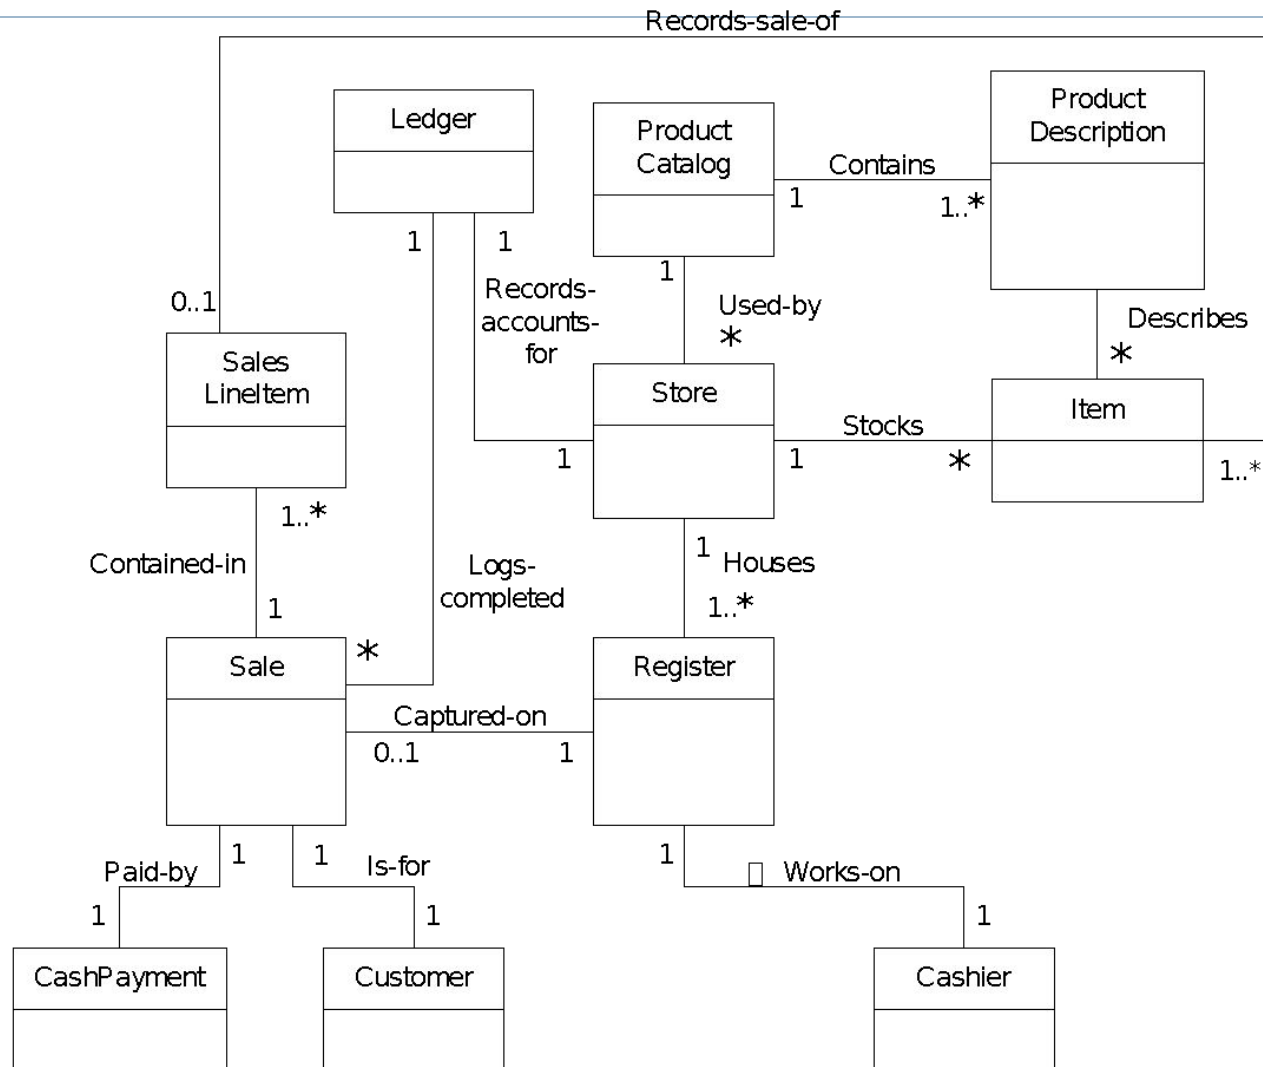 Records-sale-of
Ledger
Product
Catalog
Product
Description
Contains
1
1..*
1
1
1
Records-
accounts-
for
Used-by
*
Describes
*
0..1
Sales
LineItem
Store
Item
Stocks
1
1
*
1..*
1..*
Contained-in
1
Logs-
completed
1
Houses
1..*
Sale
*
Register
Captured-on
0..1
1
Paid-by
1
1
Is-for
1
Works-on
1
1
1
CashPayment
Customer
Cashier